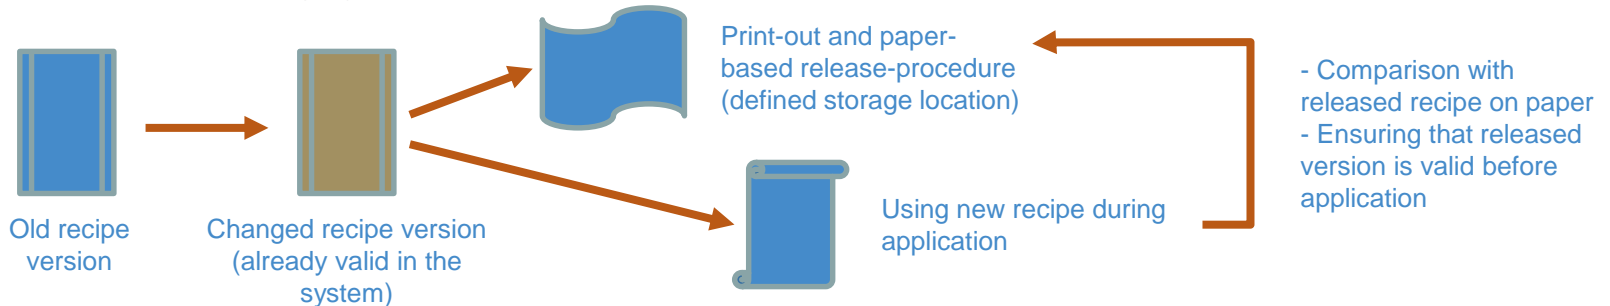 Print-out and paper-
based release-procedure
(defined storage location)
- Comparison with
released recipe on paper
- Ensuring that released
version is valid before
application
Old recipe
version
Changed recipe version
(already valid in the
system)
Using new recipe during
application